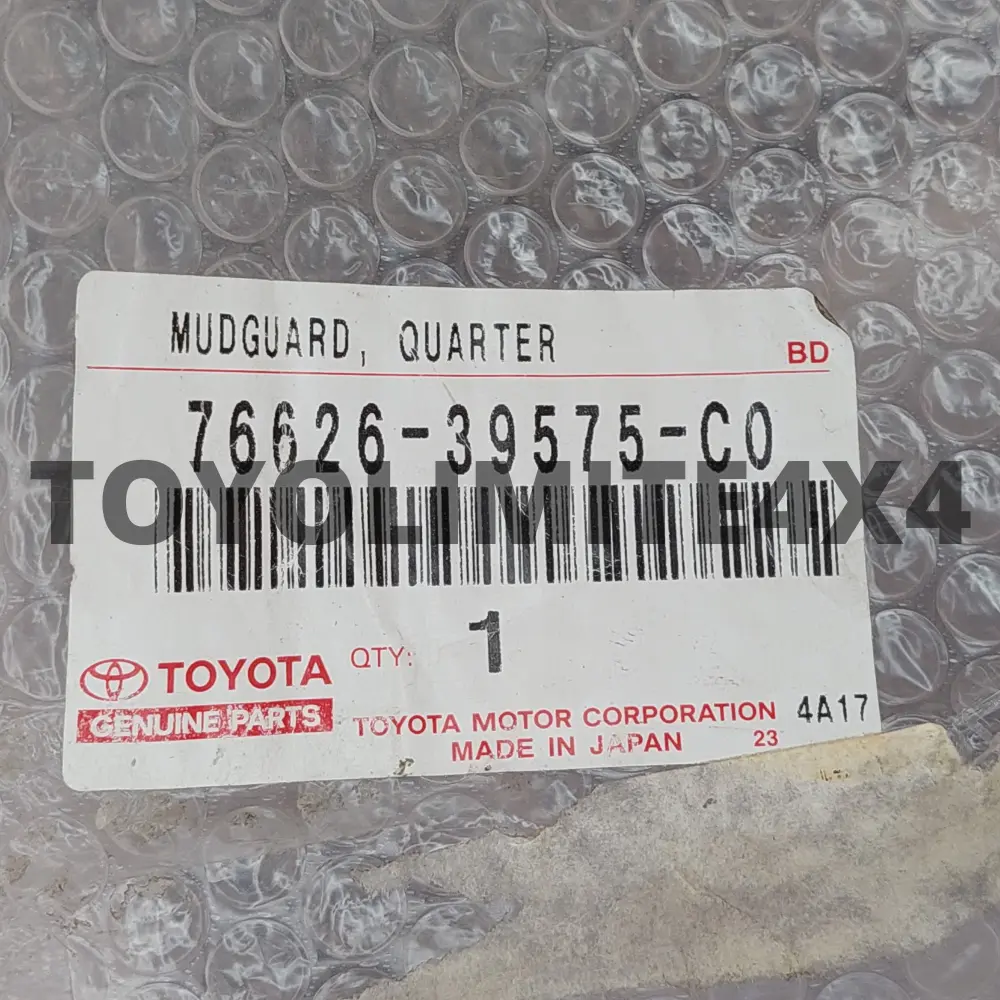 MUDGUARD, QUARTER
BD
76626-39575-C0
TOYOLIMITE4X4
1
QTY:
TOYOTA
GENUINE PARTS
TOYOTA MOTOR CORPORATION 4A17
MADE IN JAPAN 23